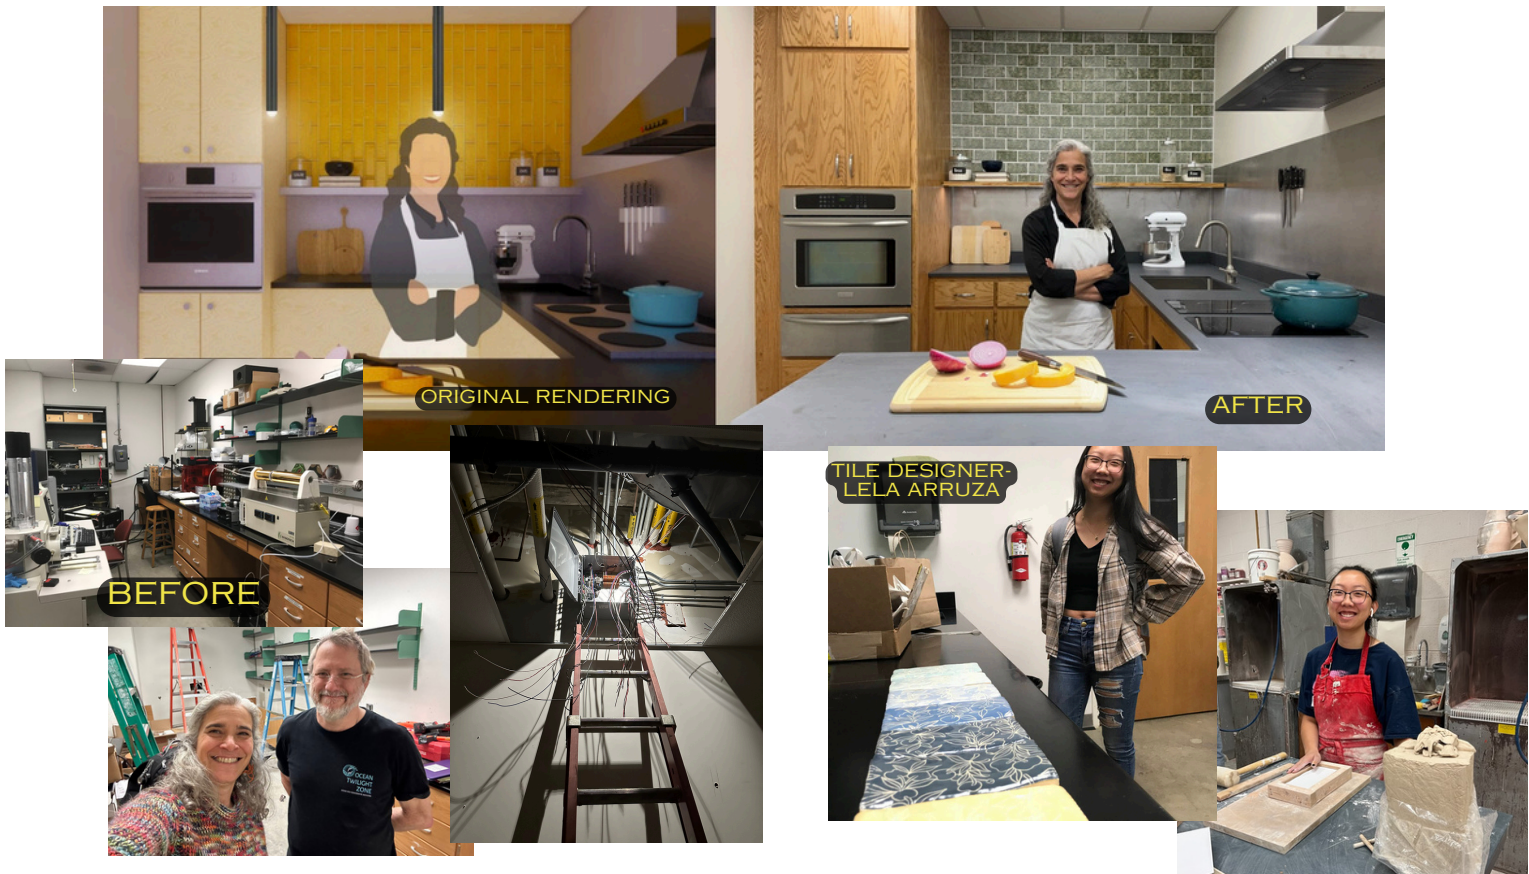 ORIGINAL RENDERING
AFTER
BEFORE
TILE DESIGNER-
LELA ARRUZA
OCEAN
TWILIGHT
ZONE